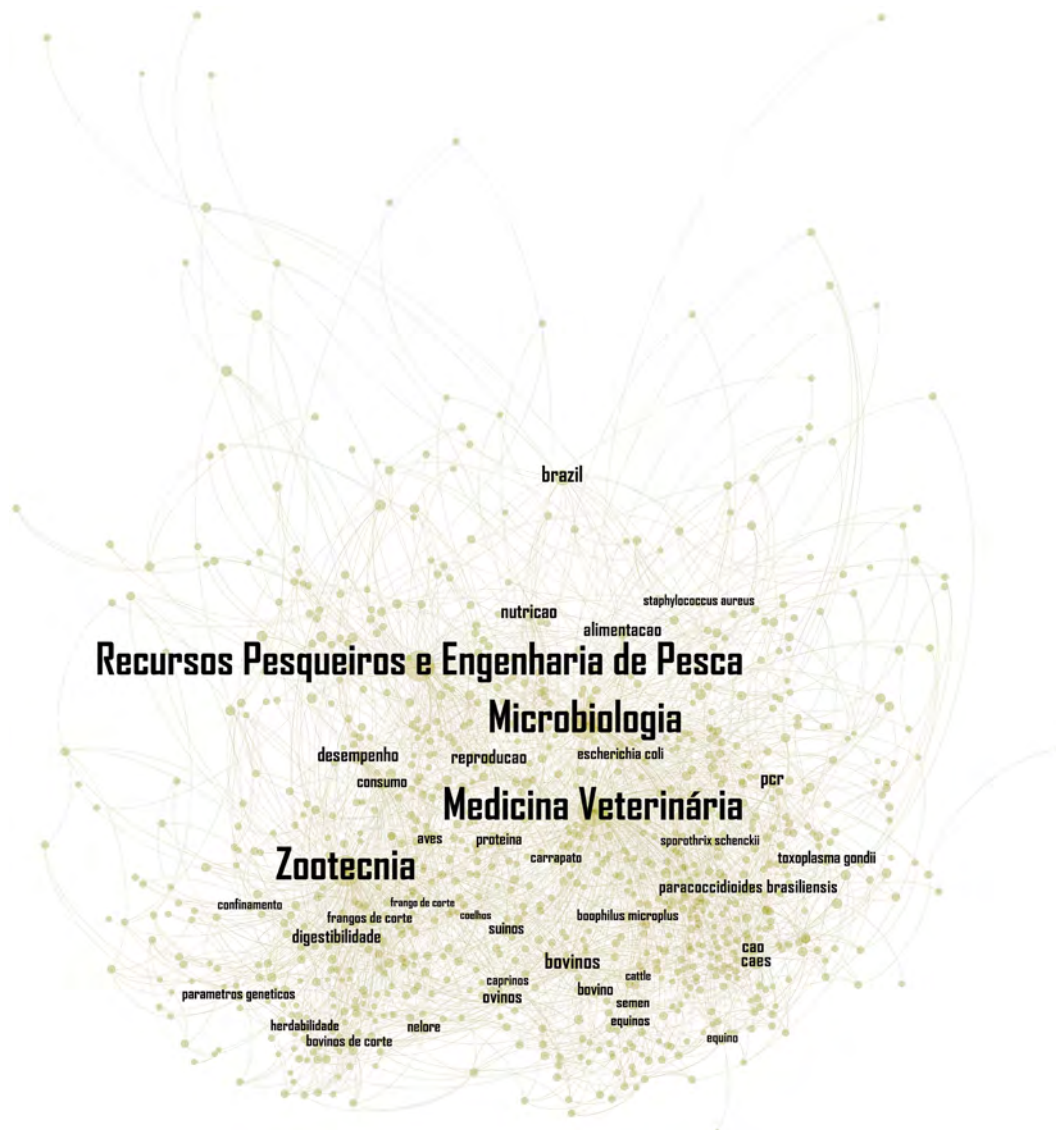 brazil
staphylococcus aureus
nutricao
alimentacao
Recursos Pesqueiros e Engenharia de Pesca
Microbiologia
desempenho
reproducao
escherichia coli
consumo
pcr
Medicina Veterinária
aves
proteina
sporothrix schenckii
carrapato
toxoplasma gondii
Zootecnia
paracoccidioides brasiliensis
confinamento
frango de corte
frangos de corte
coelhos
boophilus microplus
suinos
digestibilidade
cao
caes
bovinos
cattle
caprinos
bovino
parametros geneticos
ovinos
semen
equinos
herdabilidade
nelore
bovinos de corte
equino